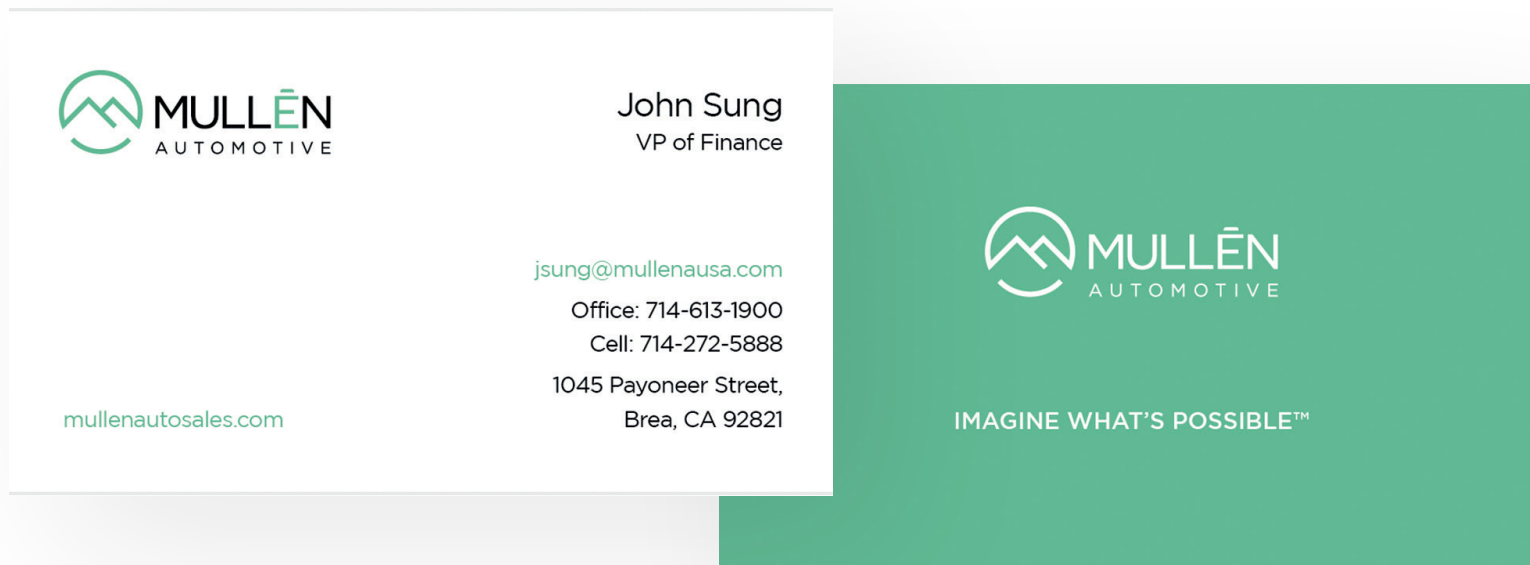 MULLĒN
AUTOMOTIVE
John Sung
VP of Finance
jsung@mullenausa.com
Office: 714-613-1900
Cell: 714-272-5888
1045 Payoneer Street,
Brea, CA 92821
mullenautosales.com
MULLĒN
AUTOMOTIVE
IMAGINE WHAT'S POSSIBLE™